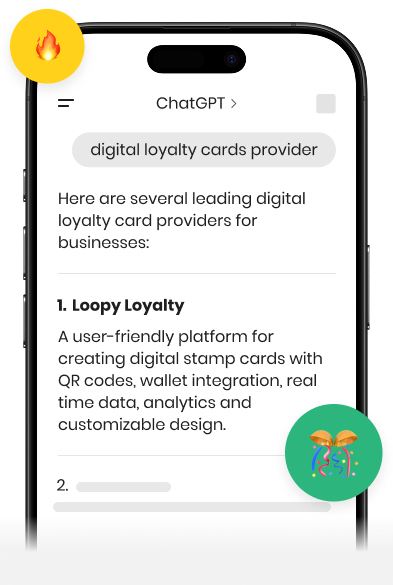 ChatGPT >
digital loyalty cards provider
Here are several leading digital
loyalty card providers for
businesses:
1. Loopy Loyalty
A user-friendly platform for
creating digital stamp cards with
QR codes, wallet integration, real
time data, analytics and
customizable design.
2.